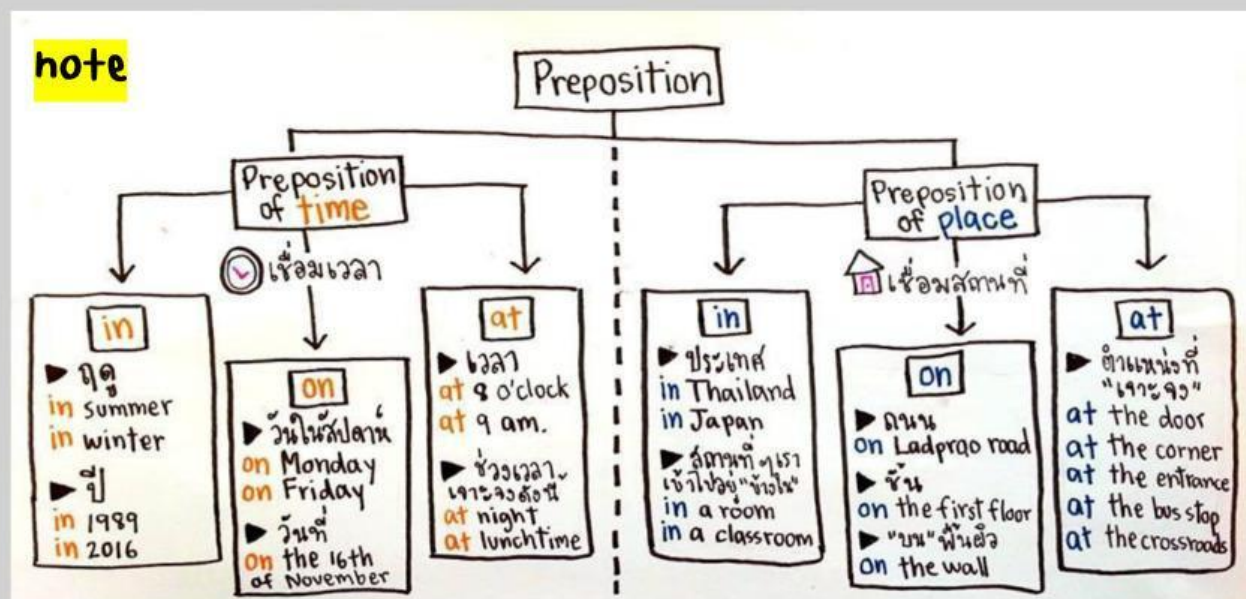 note
Preposition
Preposition
of time
เชื่อมเวลา
in
▶ ฤดู
in summer
in winter
▶ ปี
in 1989
in 2016
on
▶ วันในสัปดาห์
on Monday
on Friday
▶ วันที่
on the 16th
of November
at
▶ เวลา
at 8 o'clock
at 9 am.
▶ ช่วงเวลา
เจาะจงดังนี้
at night
at lunchtime
Preposition
of place
เชื่อมสถานที่
in
▶ ประเทศ
in Thailand
in Japan
▶ สถานที่ๆเรา
เข้าไปอยู่"ข้างใน"
in a room
in a classroom
on
▶ ถนน
on Ladprao road
▶ ชั้น
on the first floor
▶ "บน" พื้นผิว
on the wall
at
▶ ตำแหน่งที่
"เจาะจง"
at the door
at the corner
at the entrance
at the bus stop
at the crossroads